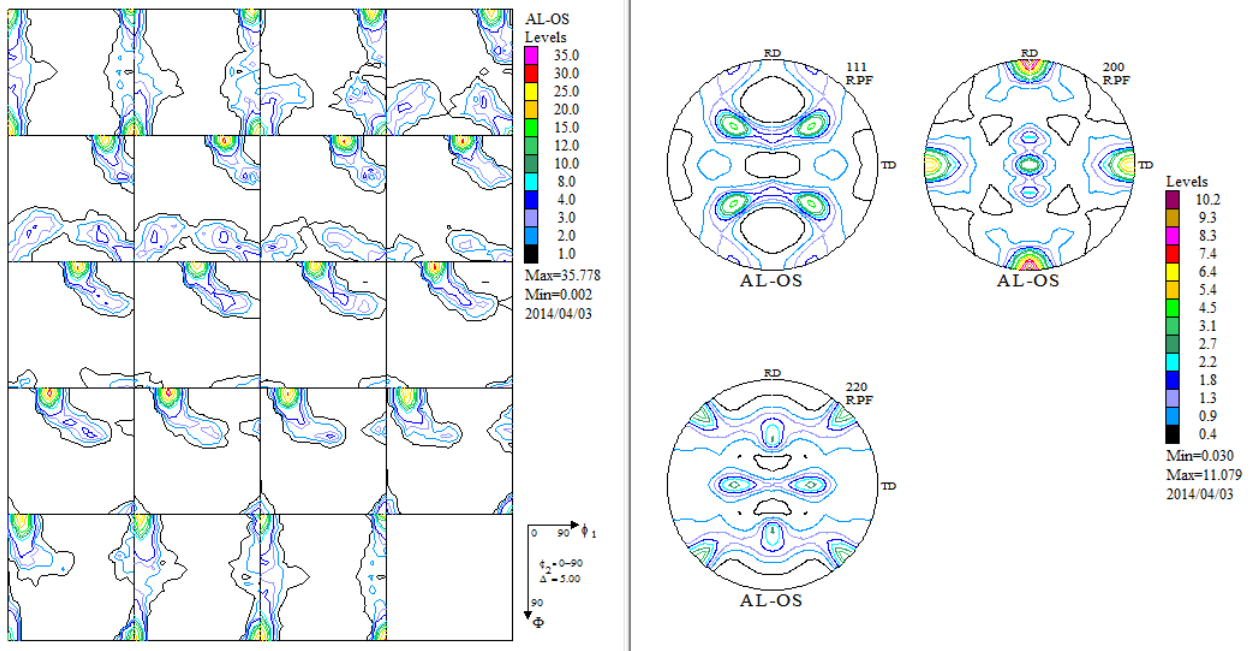 AL-OS
Levels
35.0
30.0
25.0
20.0
15.0
12.0
10.0
8.0
4.0
3.0
2.0
1.0
Max=35.778
Min=0.002
2014/04/03
0 90 ϕ1
ϕ2= 0-90
Δ = 5.00
90
Φ
RD
111
RPF
TD
AL-OS
RD
200
RPF
TD
AL-OS
RD
220
RPF
TD
AL-OS
Levels
10.2
9.3
8.3
7.4
6.4
5.4
4.5
3.1
2.7
2.2
1.8
1.3
0.9
0.4
Min=0.030
Max=11.079
2014/04/03